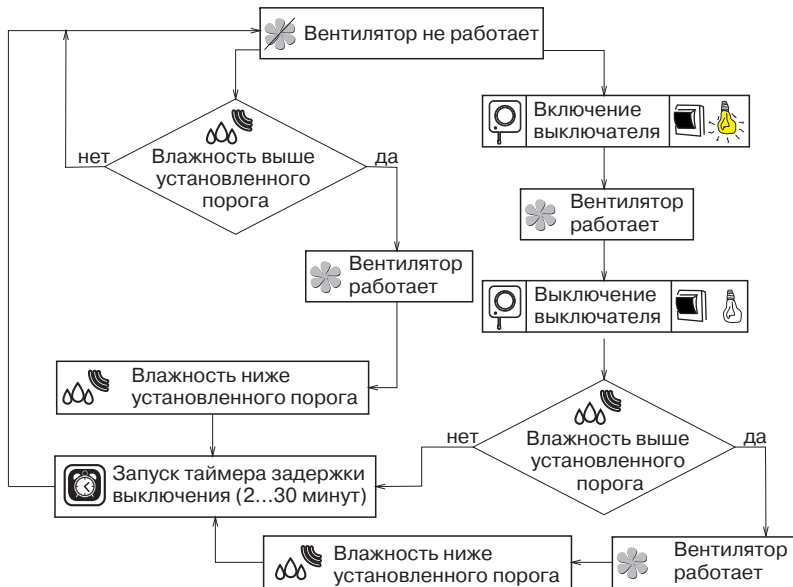 Вентилятор не работает
Включение
выключателя
нет
Влажность выше
установленного
порога
да
Вентилятор
работает
Вентилятор
работает
Выключение
выключателя
Влажность ниже
установленного порога
нет
Влажность выше
установленного
порога
да
Запуск таймера задержки
выключения (2...30 минут)
Влажность ниже
установленного порога
Вентилятор
работает